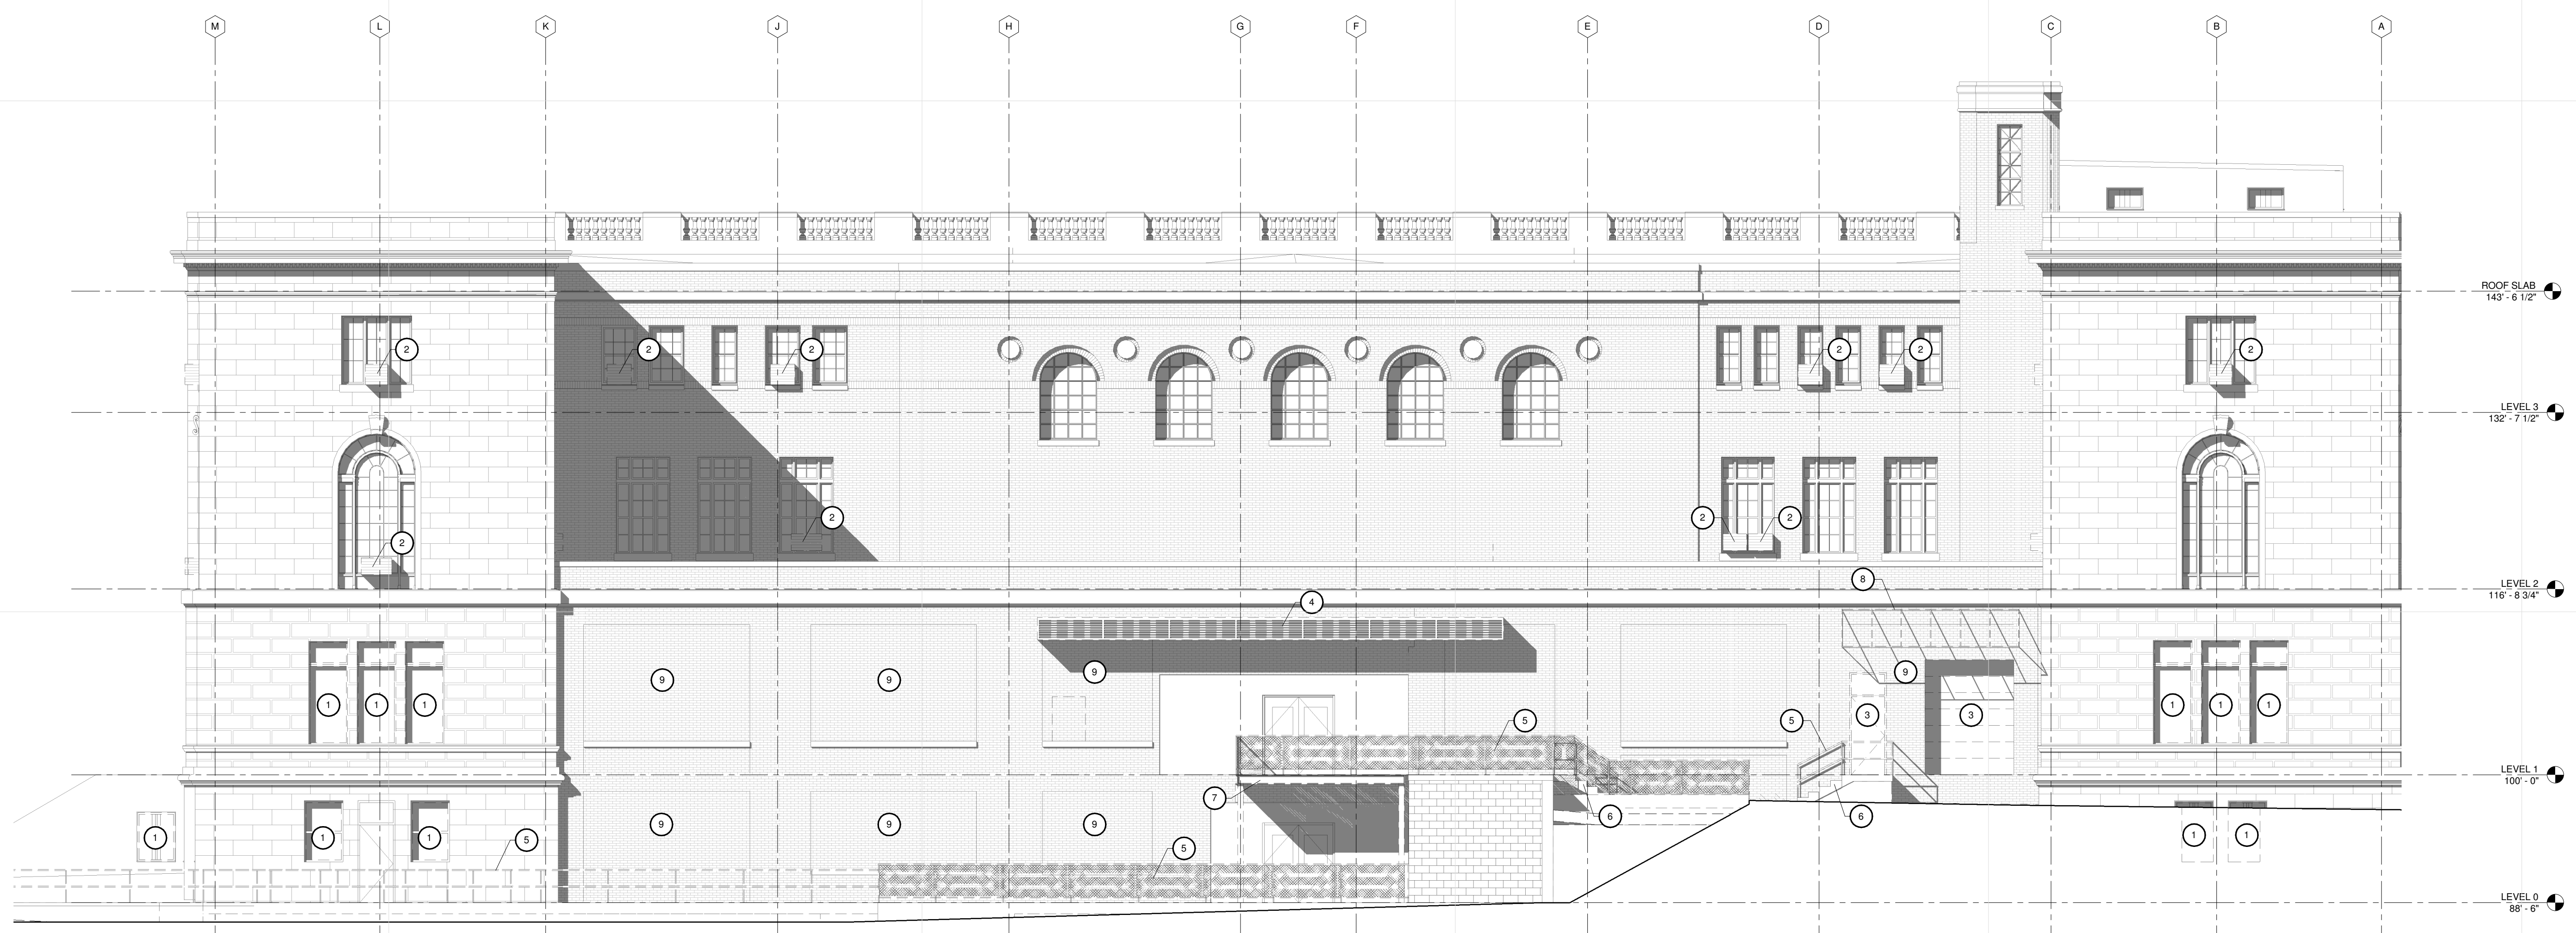 M L K J H G F E D C B A
ROOF SLAB
143' - 6 1/2"
2 2 2 2 2 2
LEVEL 3
132' - 7 1/2"
2 2 2
2
8
LEVEL 2
116' - 8 3/4"
4
9 9 9 9
1 1 1 1 1 1
3 3
5 5
LEVEL 1
100' - 0"
7
6 6
9 9 9
1 1 1 1 1
5
5
LEVEL 0
88' - 6"